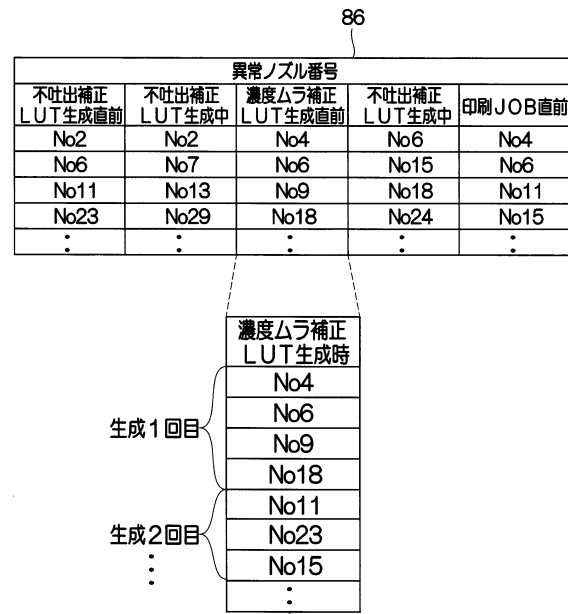 86
異常ノズル番号
不吐出補正 不吐出補正 濃度ムラ補正 不吐出補正 印刷JOB直前
LUT生成直前 LUT生成中 LUT生成直前 LUT生成中
No2 No2 No4 No6 No4
No6 No7 No6 No15 No6
No11 No13 No9 No18 No11
No23 No29 No18 No24 No15
: : : : :
濃度ムラ補正
LUT生成時
No4
No6
生成1回目
No9
No18
No11
生成2回目 No23
No15
: